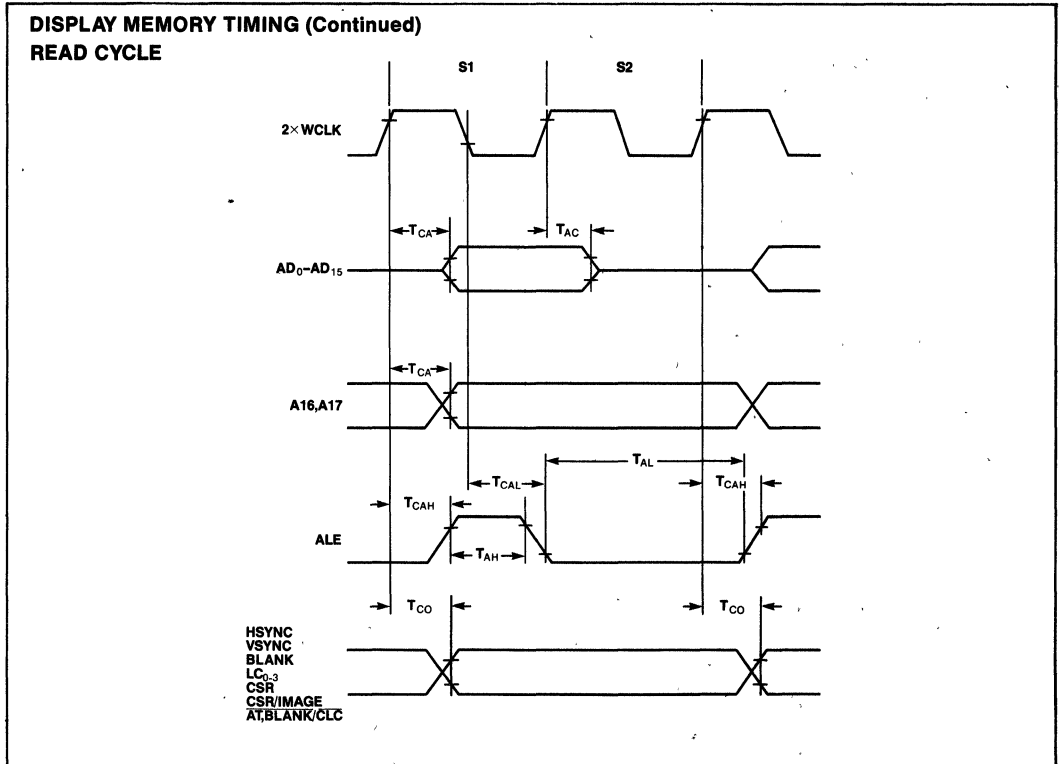 DISPLAY MEMORY TIMING (Continued)
READ CYCLE
S1 S2
2×WCLK
TCA TAC
AD0–AD15
TCA
A16,A17
TAL
TCAL TCAH
TCAH
ALE
TAH
TCO TCO
HSYNC
VSYNC
BLANK
LC0-3
CSR
CSR/IMAGE
AT,BLANK/CLC